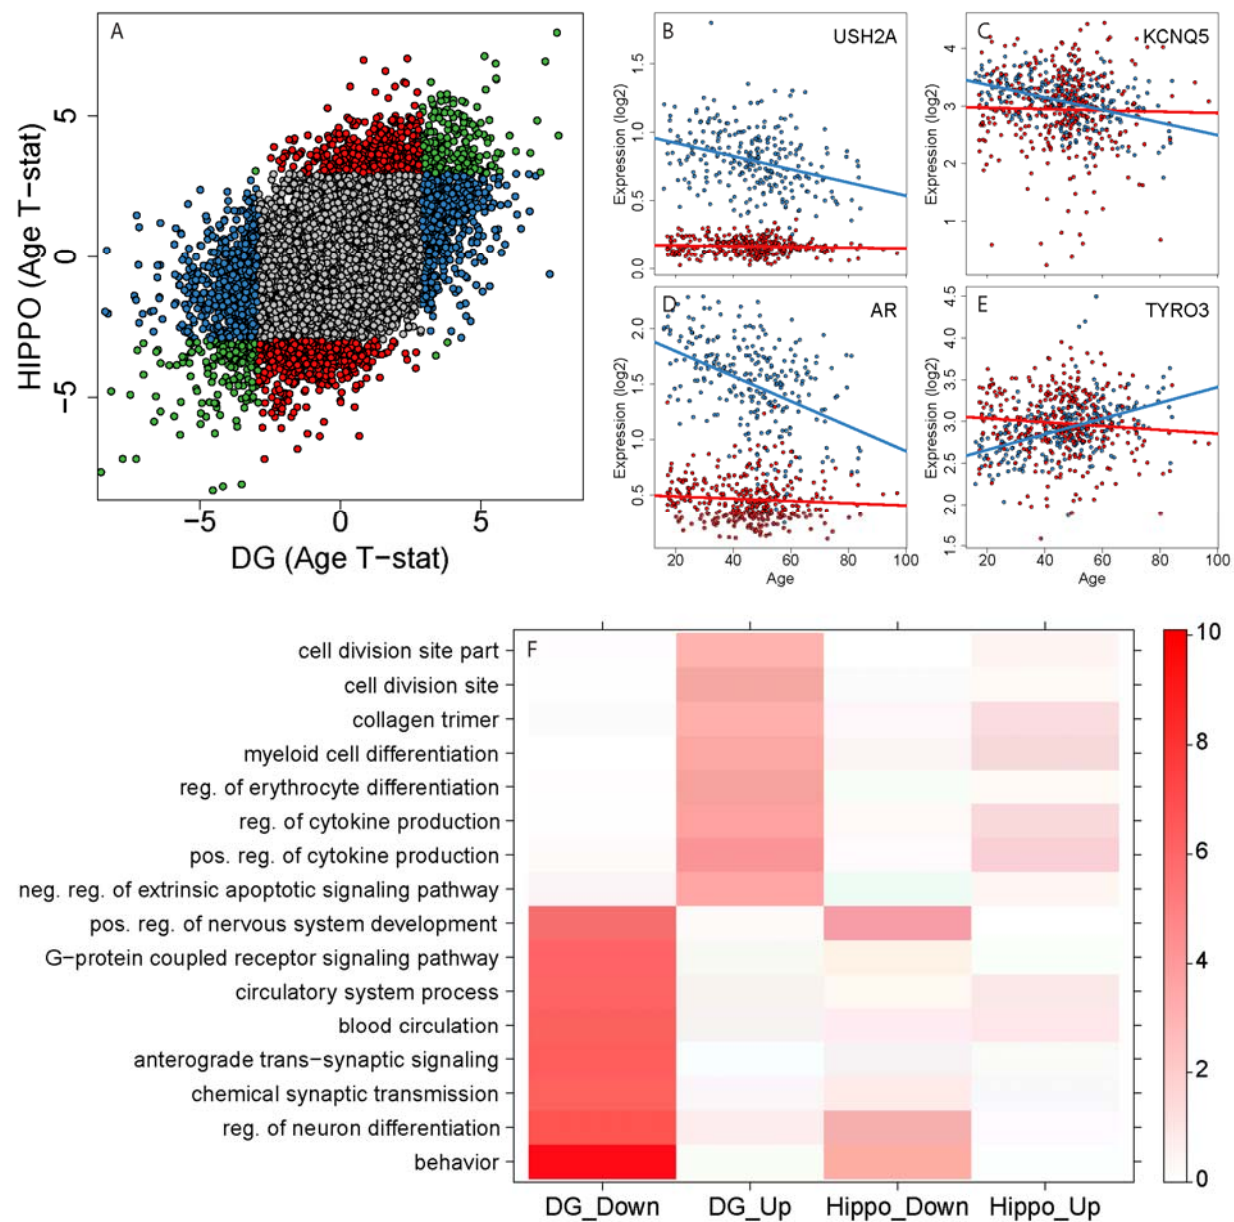 A
HIPPO (Age T−stat)
5
0
−5
−5
0
5
DG (Age T−stat)
B
USH2A
Expression (log2)
1.5
1.0
0.5
0.0
C
KCNQ5
Expression (log2)
4
3
2
1
D
AR
Expression (log2)
2.0
1.5
1.0
0.5
20
40
60
80
100
Age
E
TYRO3
Expression (log2)
4.5
4.0
3.5
3.0
2.5
2.0
1.5
20
40
60
80
100
Age
F
cell division site part
cell division site
collagen trimer
myeloid cell differentiation
reg. of erythrocyte differentiation
reg. of cytokine production
pos. reg. of cytokine production
neg. reg. of extrinsic apoptotic signaling pathway
pos. reg. of nervous system development
G−protein coupled receptor signaling pathway
circulatory system process
blood circulation
anterograde trans−synaptic signaling
chemical synaptic transmission
reg. of neuron differentiation
behavior
DG_Down
DG_Up
Hippo_Down
Hippo_Up
10
8
6
4
2
0